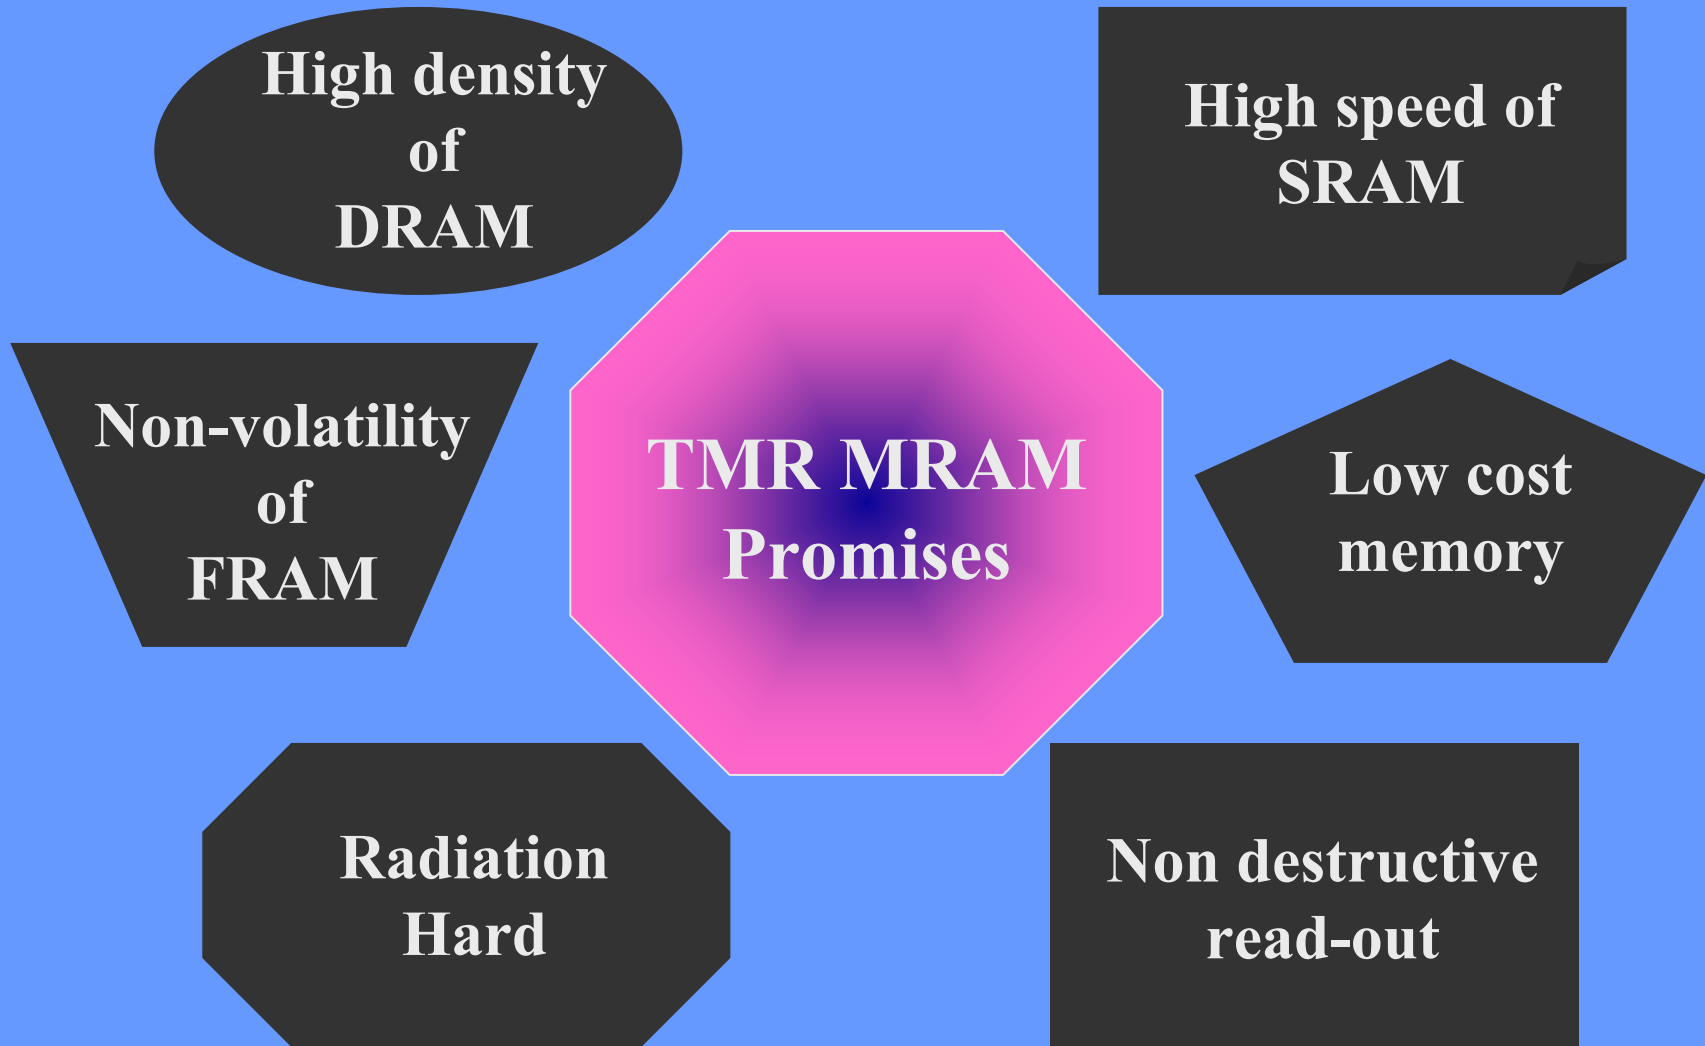 High density
of
DRAM
High speed of
SRAM
Non-volatility
of
FRAM
TMR MRAM
Promises
Low cost
memory
Radiation
Hard
Non destructive
read-out